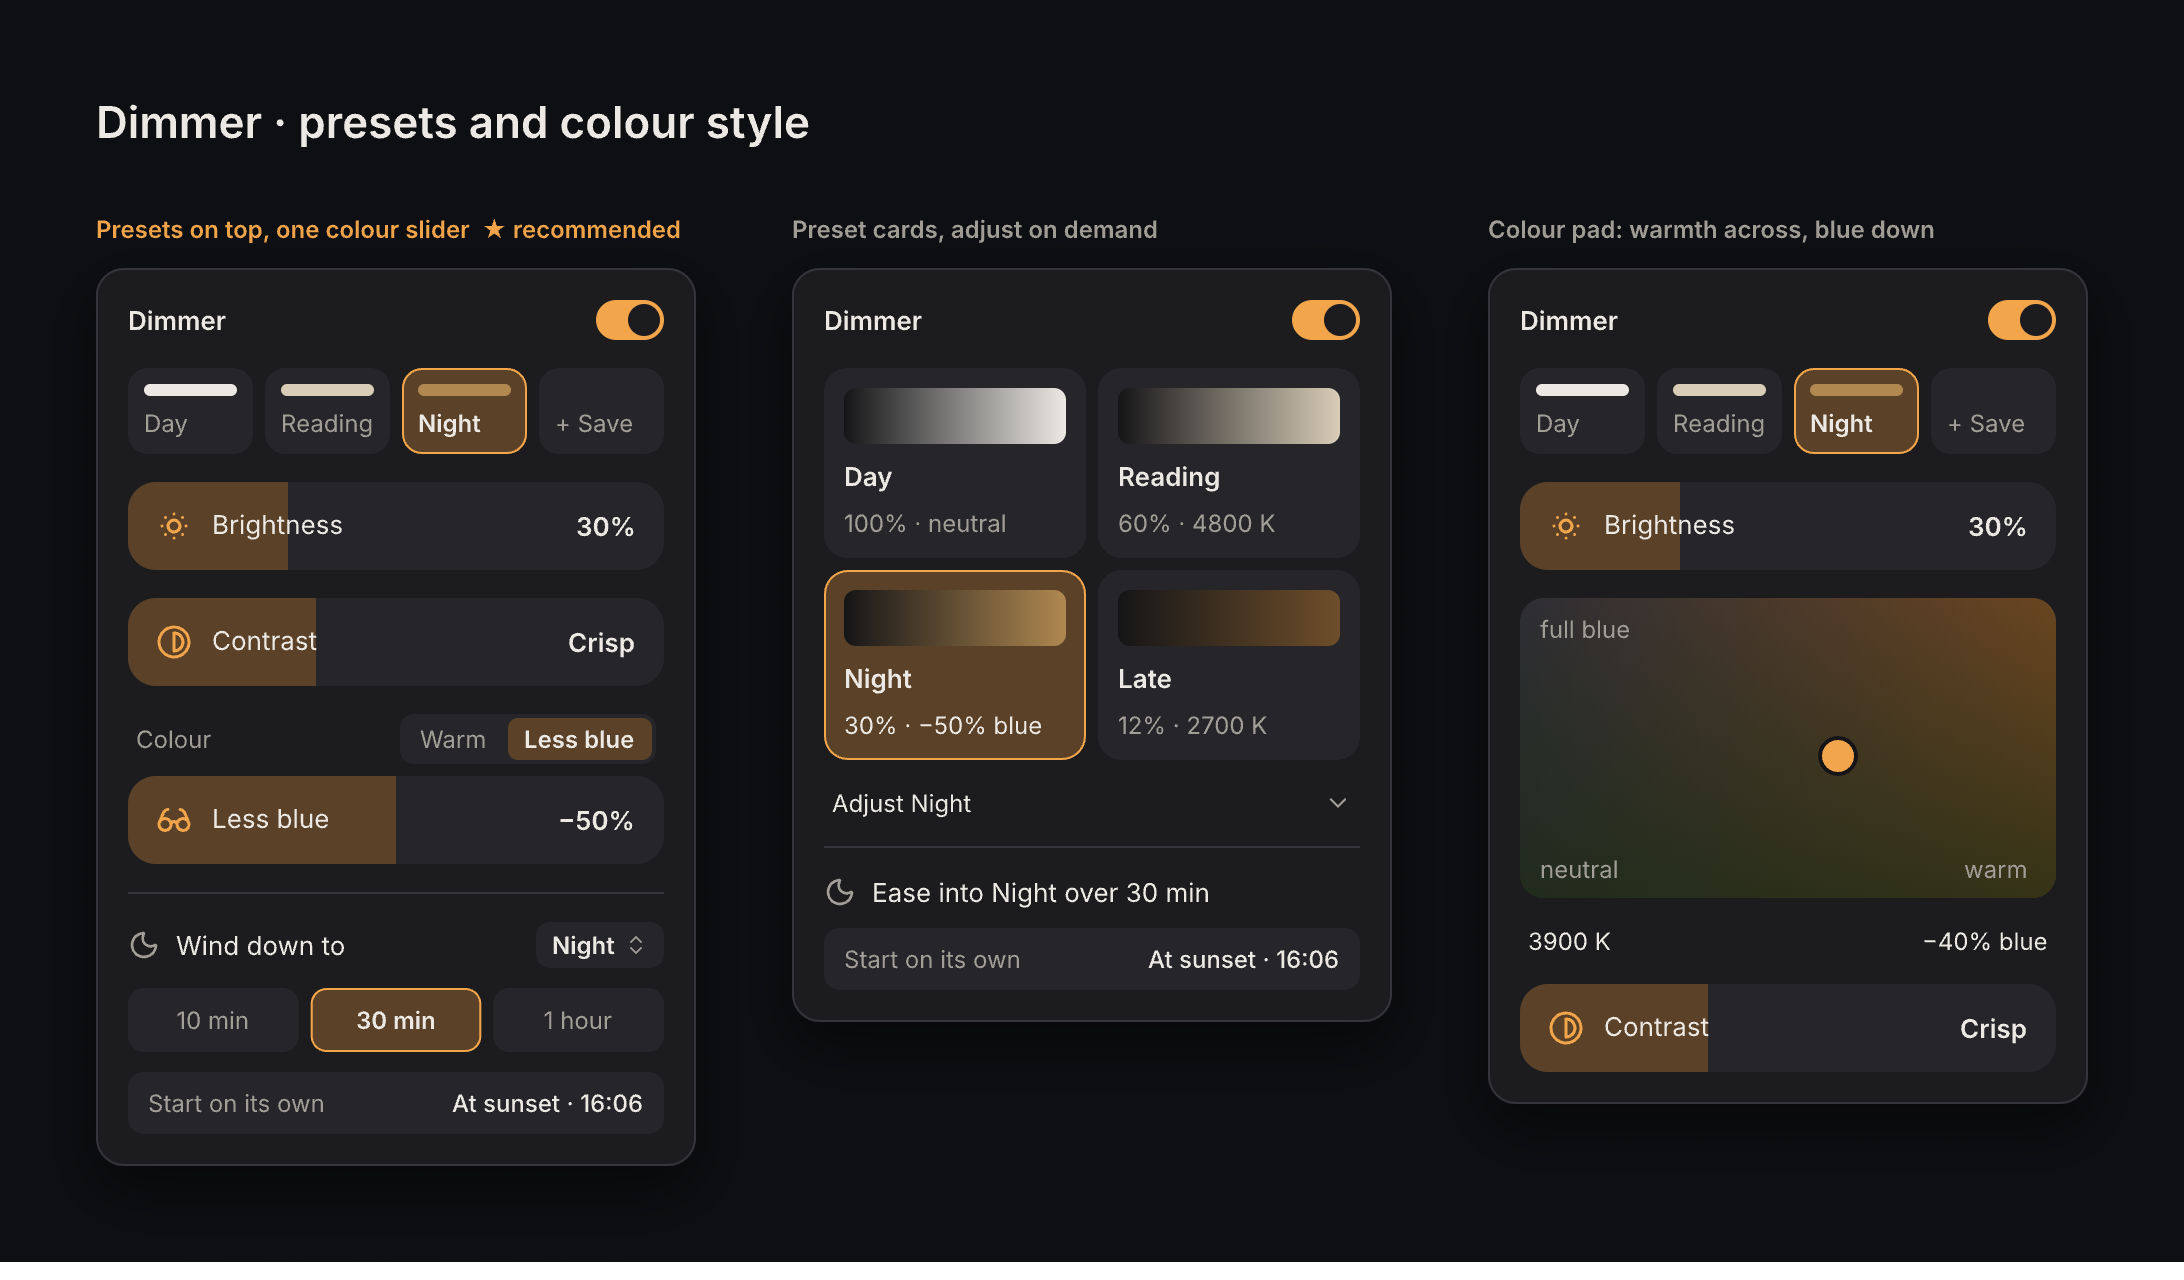 Dimmer · presets and colour style
Presets on top, one colour slider ★ recommended
Dimmer
Day
Reading
Night
+ Save
Brightness 30%
Contrast Crisp
Colour Warm Less blue
Less blue −50%
Wind down to Night
10 min 30 min 1 hour
Start on its own At sunset · 16:06
Preset cards, adjust on demand
Dimmer
Day
100% · neutral
Reading
60% · 4800 K
Night
30% · −50% blue
Late
12% · 2700 K
Adjust Night
Ease into Night over 30 min
Start on its own At sunset · 16:06
Colour pad: warmth across, blue down
Dimmer
Day
Reading
Night
+ Save
Brightness 30%
full blue
neutral warm
3900 K −40% blue
Contrast Crisp